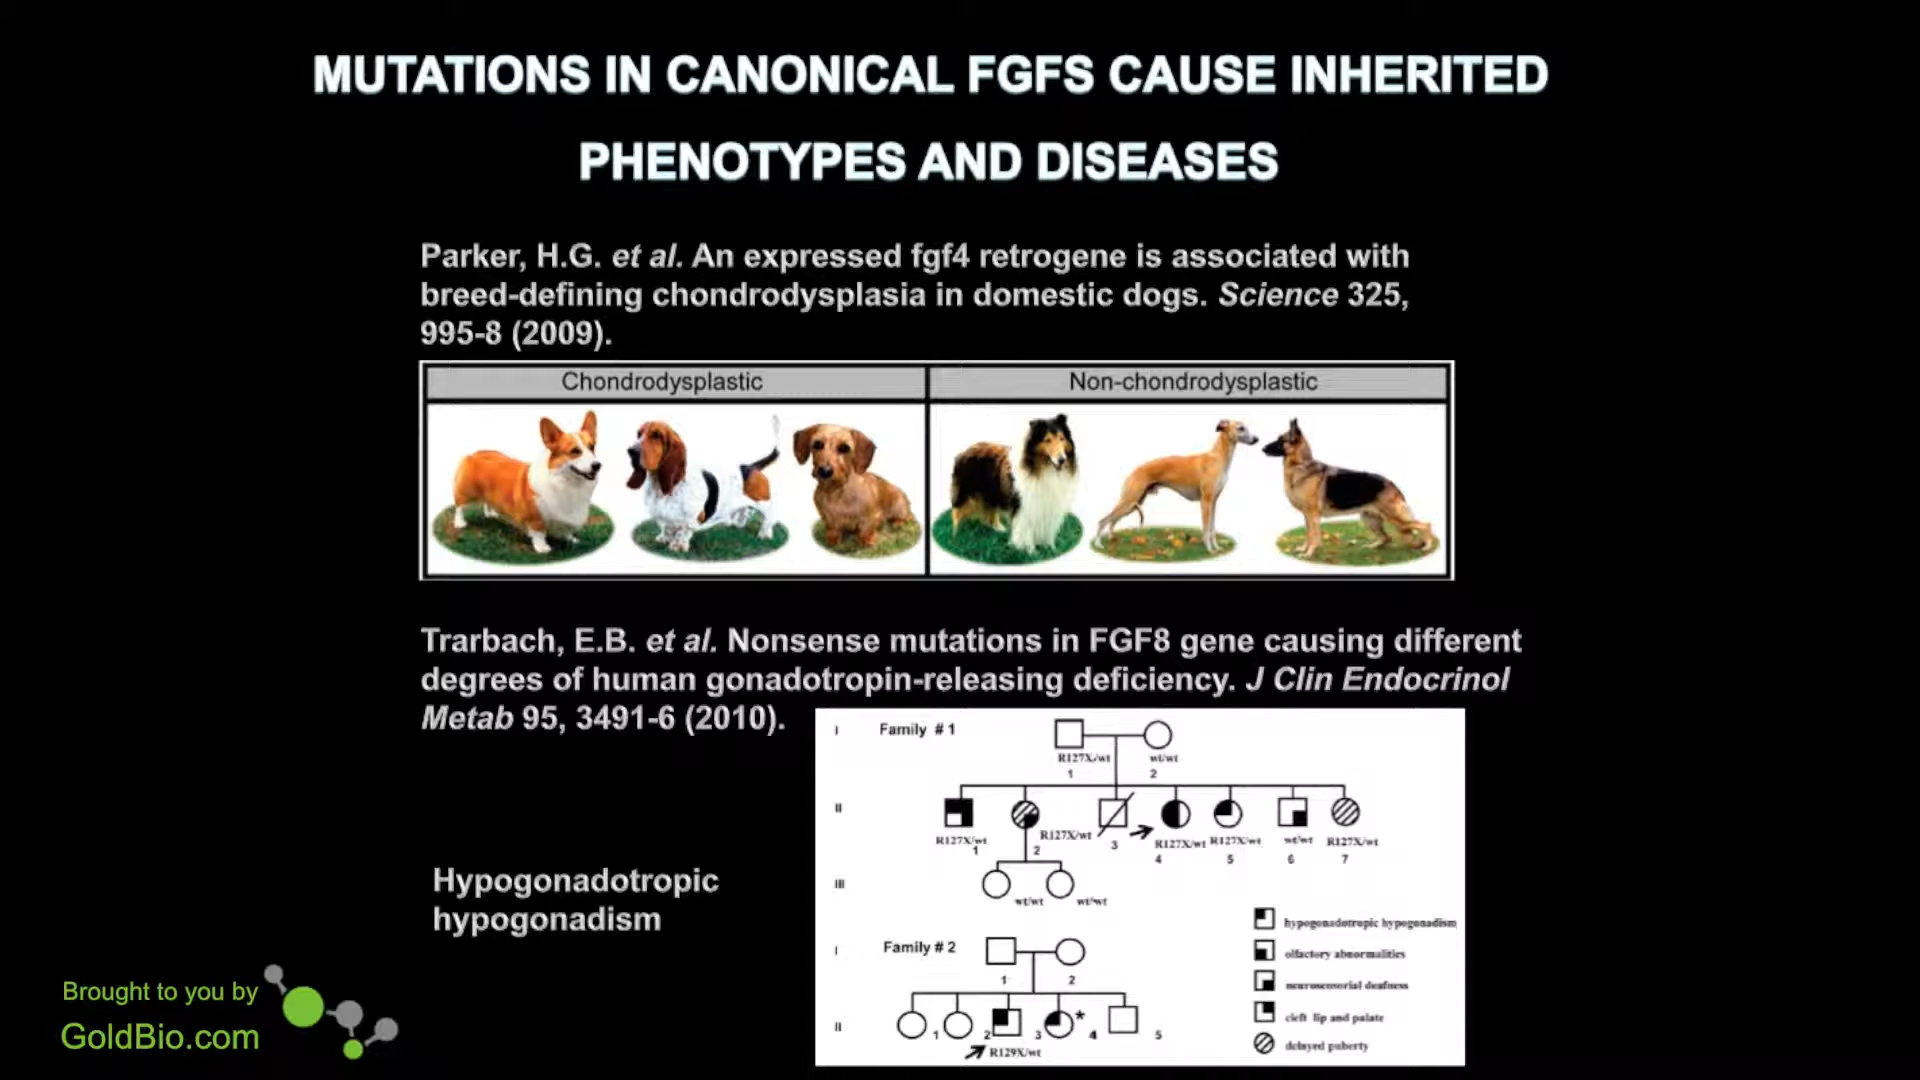 MUTATIONS IN CANONICAL FGFS CAUSE INHERITED
PHENOTYPES AND DISEASES
Parker, H.G. et al. An expressed fgf4 retrogene is associated with
breed-defining chondrodysplasia in domestic dogs. Science 325,
995-8 (2009).
Chondrodysplastic
Non-chondrodysplastic
Trarbach, E.B. et al. Nonsense mutations in FGF8 gene causing different
degrees of human gonadotropin-releasing deficiency. J Clin Endocrinol
Metab 95, 3491-6 (2010).
I Family # 1
R127X/wt wt/wt
1 2
II
R127X/wt R127X/wt R127X/wt R127X/wt wt/wt R127X/wt
1 2 3 4 5 6 7
III
wt/wt wt/wt
Hypogonadotropic
hypogonadism
I Family # 2
1 2
II
1 2 3 * 4 5
R129X/wt
hypogonadotropic hypogonadism
olfactory abnormalities
neurosensorial deafness
cleft lip and palate
delayed puberty
Brought to you by
GoldBio.com